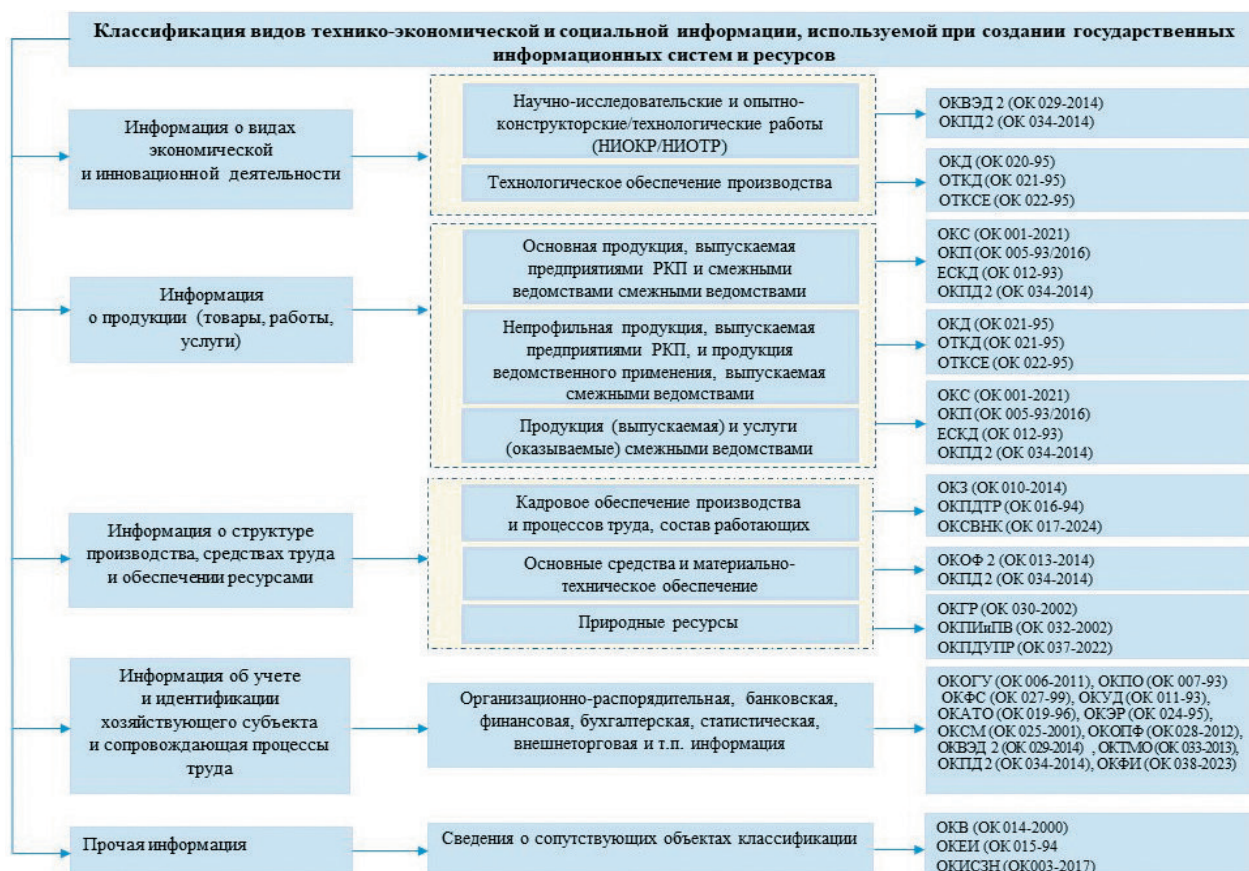 Классификация видов технико-экономической и социальной информации, используемой при создании государственных
информационных систем и ресурсов
Информация о видах
экономической
и инновационной деятельности
Научно-исследовательские и опытно-
конструкторские/технологические работы
(НИОКР/НИОТР)
ОКВЭД 2 (ОК 029-2014)
ОКПД 2 (ОК 034-2014)
Технологическое обеспечение производства
ОКД (ОК 020-95)
ОТКД (ОК 021-95)
ОТКСЕ (ОК 022-95)
Информация
о продукции (товары, работы,
услуги)
Основная продукция, выпускаемая
предприятиями РКП и смежными
ведомствами смежными ведомствами
ОКС (ОК 001-2021)
ОКП (ОК 005-93/2016)
ЕСКД (ОК 012-93)
ОКПД 2 (ОК 034-2014)
Непрофильная продукция, выпускаемая
предприятиями РКП, и продукция
ведомственного применения, выпускаемая
смежными ведомствами
ОКД (ОК 021-95)
ОТКД (ОК 021-95)
ОТКСЕ (ОК 022-95)
Продукция (выпускаемая) и услуги
(оказываемые) смежными ведомствами
ОКС (ОК 001-2021)
ОКП (ОК 005-93/2016)
ЕСКД (ОК 012-93)
ОКПД 2 (ОК 034-2014)
Информация о структуре
производства, средствах труда
и обеспечении ресурсами
Кадровое обеспечение производства
и процессов труда, состав работающих
ОКЗ (ОК 010-2014)
ОКПДТР (ОК 016-94)
ОКСВНК (ОК 017-2024)
Основные средства и материально-
техническое обеспечение
ОКОФ 2 (ОК 013-2014)
ОКПД 2 (ОК 034-2014)
Природные ресурсы
ОКГР (ОК 030-2002)
ОКПИиПВ (ОК 032-2002)
ОКПДУПР (ОК 037-2022)
Информация об учете
и идентификации
хозяйствующего субъекта
и сопровождающая процессы
труда
Организационно-распорядительная, банковская,
финансовая, бухгалтерская, статистическая,
внешнеторговая и т.п. информация
ОКОГУ (ОК 006-2011), ОКПО (ОК 007-93)
ОКФС (ОК 027-99), ОКУД (ОК 011-93),
ОКАТО (ОК 019-96), ОКЭР (ОК 024-95),
ОКСМ (ОК 025-2001), ОКОПФ (ОК 028-2012),
ОКВЭД 2 (ОК 029-2014) , ОКТМО (ОК 033-2013),
ОКПД 2 (ОК 034-2014), ОКФИ (ОК 038-2023)
Прочая информация
Сведения о сопутствующих объектах классификации
ОКВ (ОК 014-2000)
ОКЕИ (ОК 015-94
ОКИСЗН (ОК003-2017)